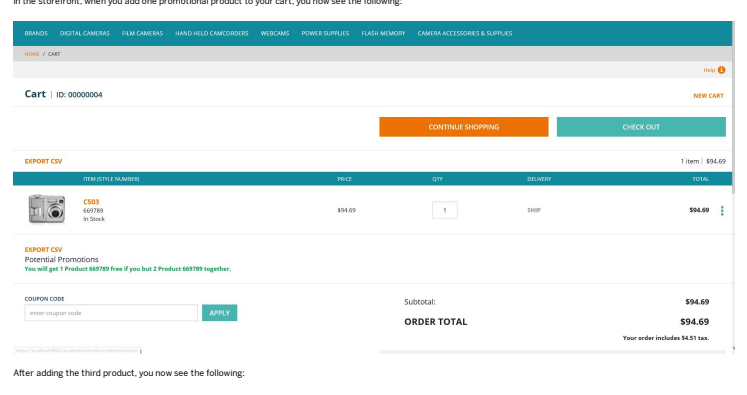 In the storefront, when you add one promotional product to your cart, you now see the following:
BRANDS DIGITAL CAMERAS FILM CAMERAS HAND HELD CAMCORDERS WEBCAMS POWER SUPPLIES FLASH MEMORY CAMERA ACCESSORIES & SUPPLIES
HOME / CART
Help
Cart | ID: 00000004
NEW CART
CONTINUE SHOPPING
CHECK OUT
EXPORT CSV
1 item | $94.69
ITEM (STYLE NUMBER) PRICE QTY DELIVERY TOTAL
C503
669789 $94.69 1 SHIP $94.69
In Stock
EXPORT CSV
Potential Promotions
You will get 1 Product 669789 free if you but 2 Product 669789 together.
COUPON CODE
enter coupon code APPLY
Subtotal: $94.69
ORDER TOTAL $94.69
Your order includes $4.51 tax.
After adding the third product, you now see the following: